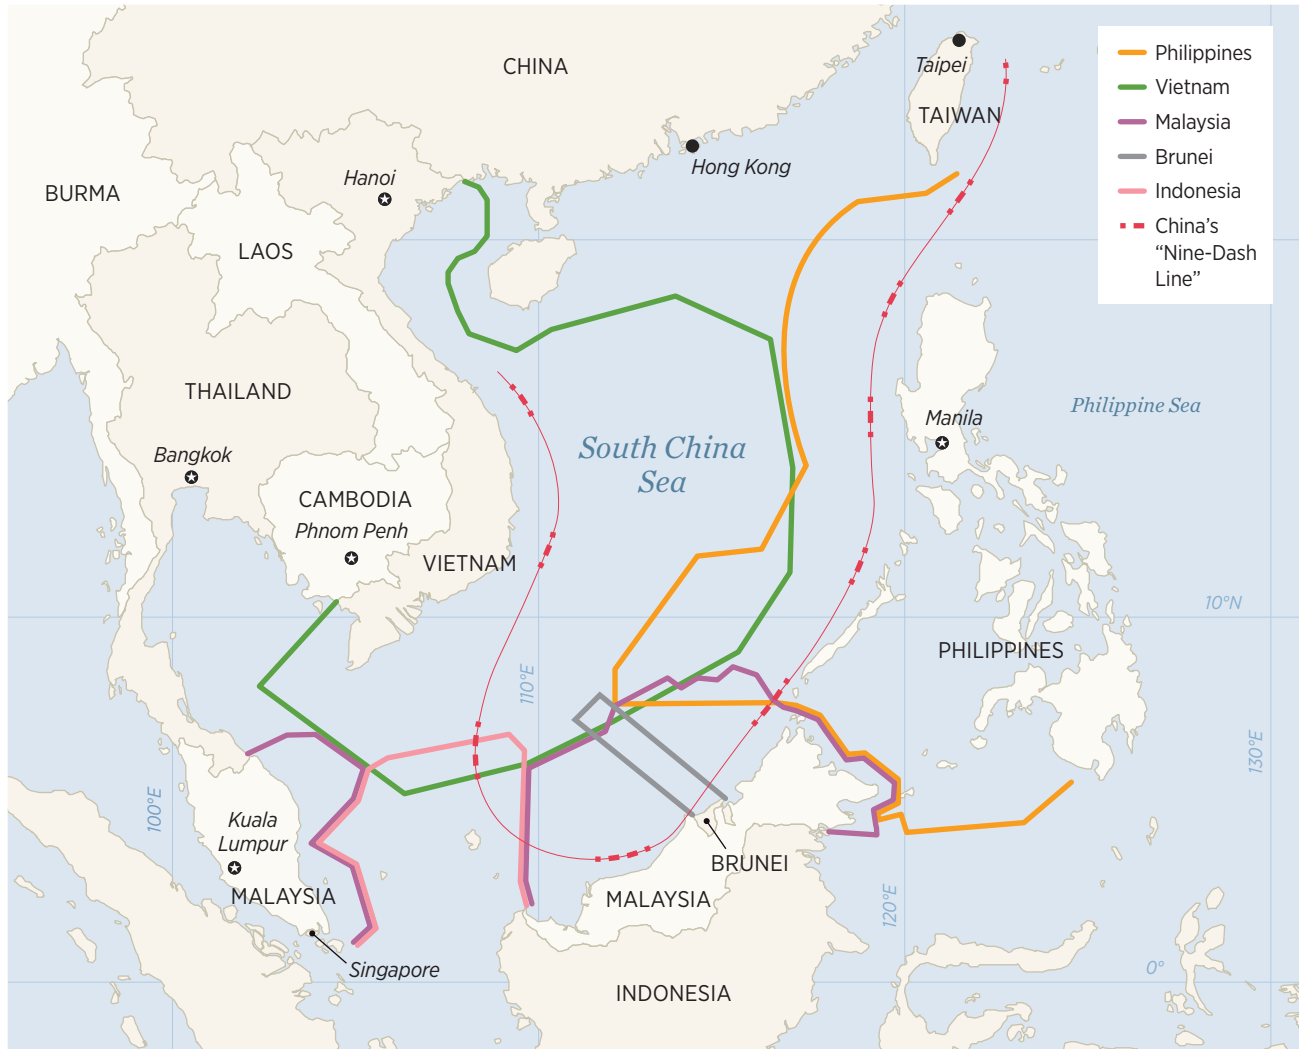 CHINA
Taipei
TAIWAN
Hong Kong
Hanoi
BURMA
LAOS
Philippines
Vietnam
Malaysia
Brunei
Indonesia
China’s
“Nine-Dash
Line”
THAILAND
Bangkok
CAMBODIA
Phnom Penh
VIETNAM
South China
Sea
Manila
Philippine Sea
10°N
PHILIPPINES
110°E
130°E
100°E
Kuala
Lumpur
MALAYSIA
BRUNEI
MALAYSIA
120°E
Singapore
0°
INDONESIA